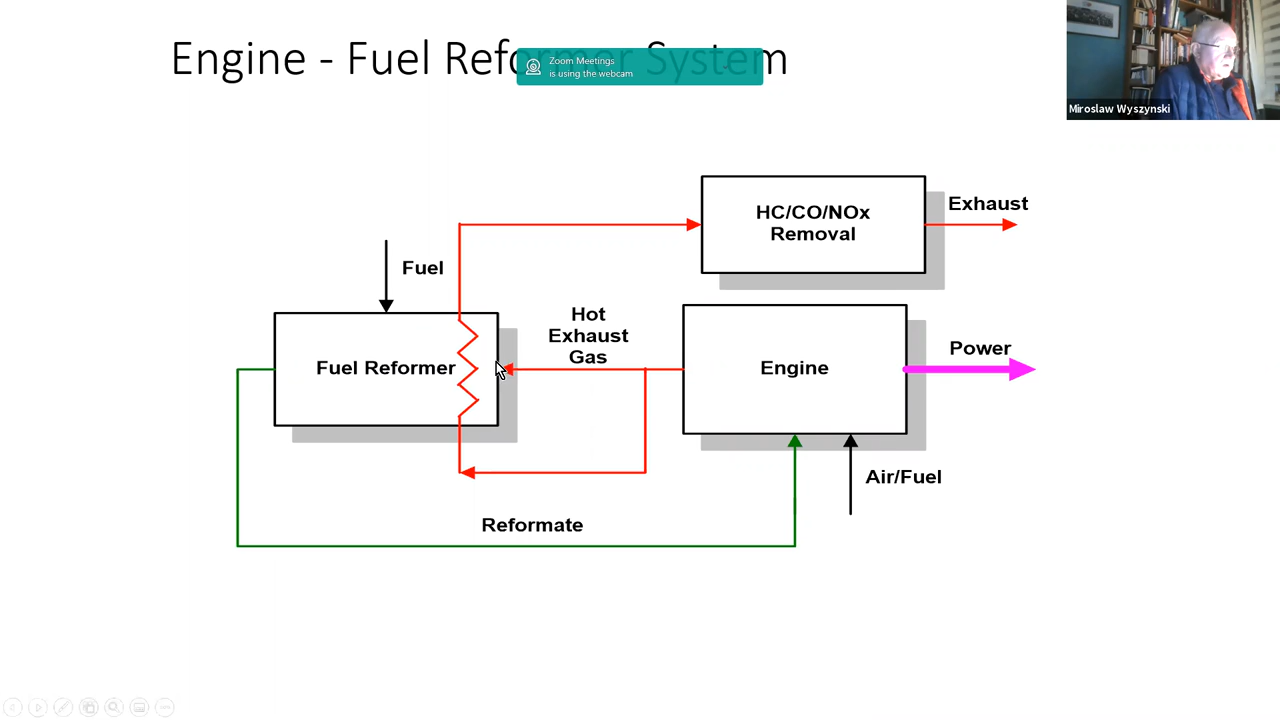 Engine - Fuel Reformer System
Zoom Meetings
is using the webcam
Miroslaw Wyszynski
HC/CO/NOx
Removal
Exhaust
Fuel
Hot
Exhaust
Gas
Fuel Reformer
Engine
Power
Air/Fuel
Reformate